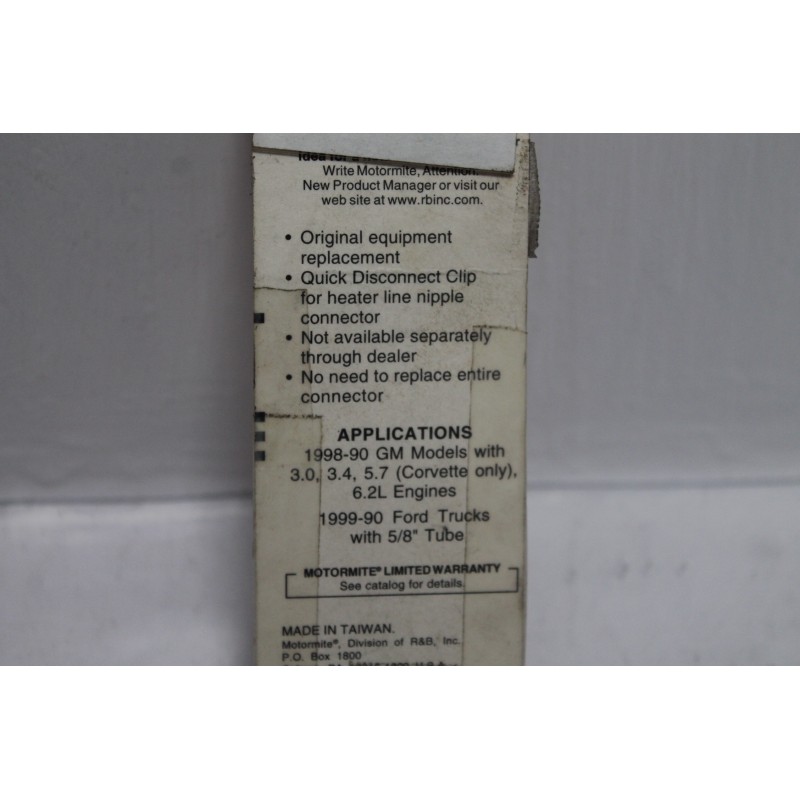 Idea for a
Write Motormite, Attention:
New Product Manager or visit our
web site at www.rbinc.com.
• Original equipment
replacement
• Quick Disconnect Clip
for heater line nipple
connector
• Not available separately
through dealer
• No need to replace entire
connector
APPLICATIONS
1998-90 GM Models with
3.0, 3.4, 5.7 (Corvette only),
6.2L Engines
1999-90 Ford Trucks
with 5/8" Tube
MOTORMITE® LIMITED WARRANTY
See catalog for details.
MADE IN TAIWAN.
Motormite®, Division of R&B, Inc.
P.O. Box 1800